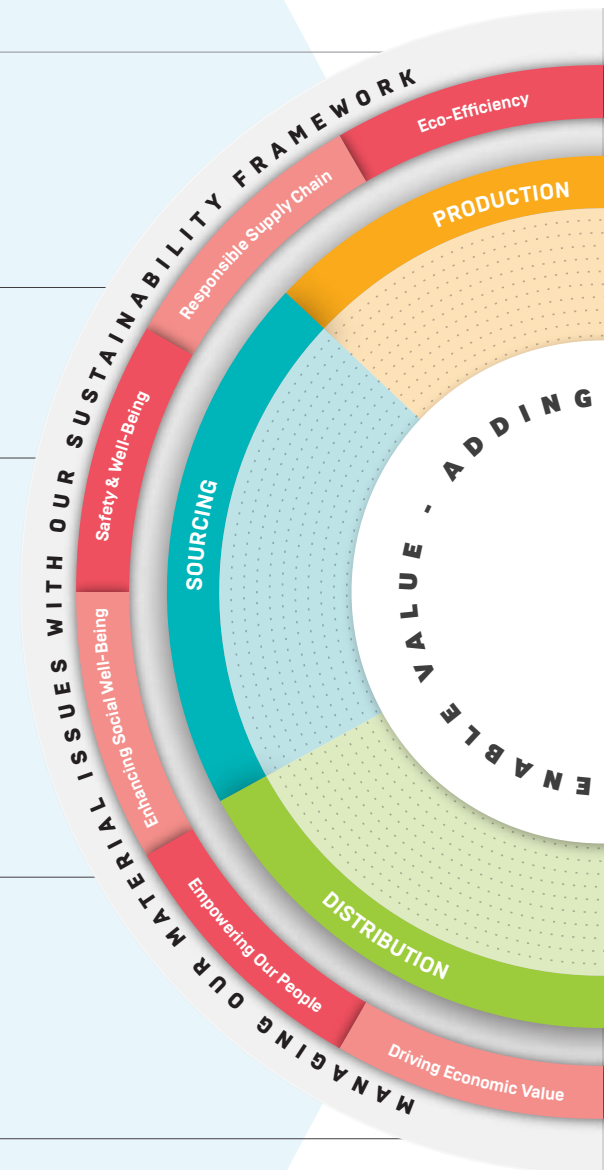 MANAGING OUR MATERIAL ISSUES WITH OUR SUSTAINABILITY FRAMEWORK
Eco-Efficiency
Responsible Supply Chain
Safety & Well-Being
Enhancing Social Well-Being
Empowering Our People
Driving Economic Value
PRODUCTION
SOURCING
DISTRIBUTION
ENABLE VALUE - ADDING